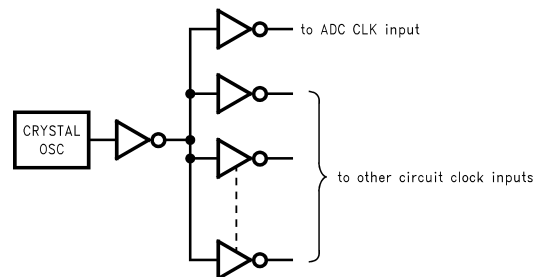 to ADC CLK input
CRYSTAL
OSC
to other circuit clock inputs